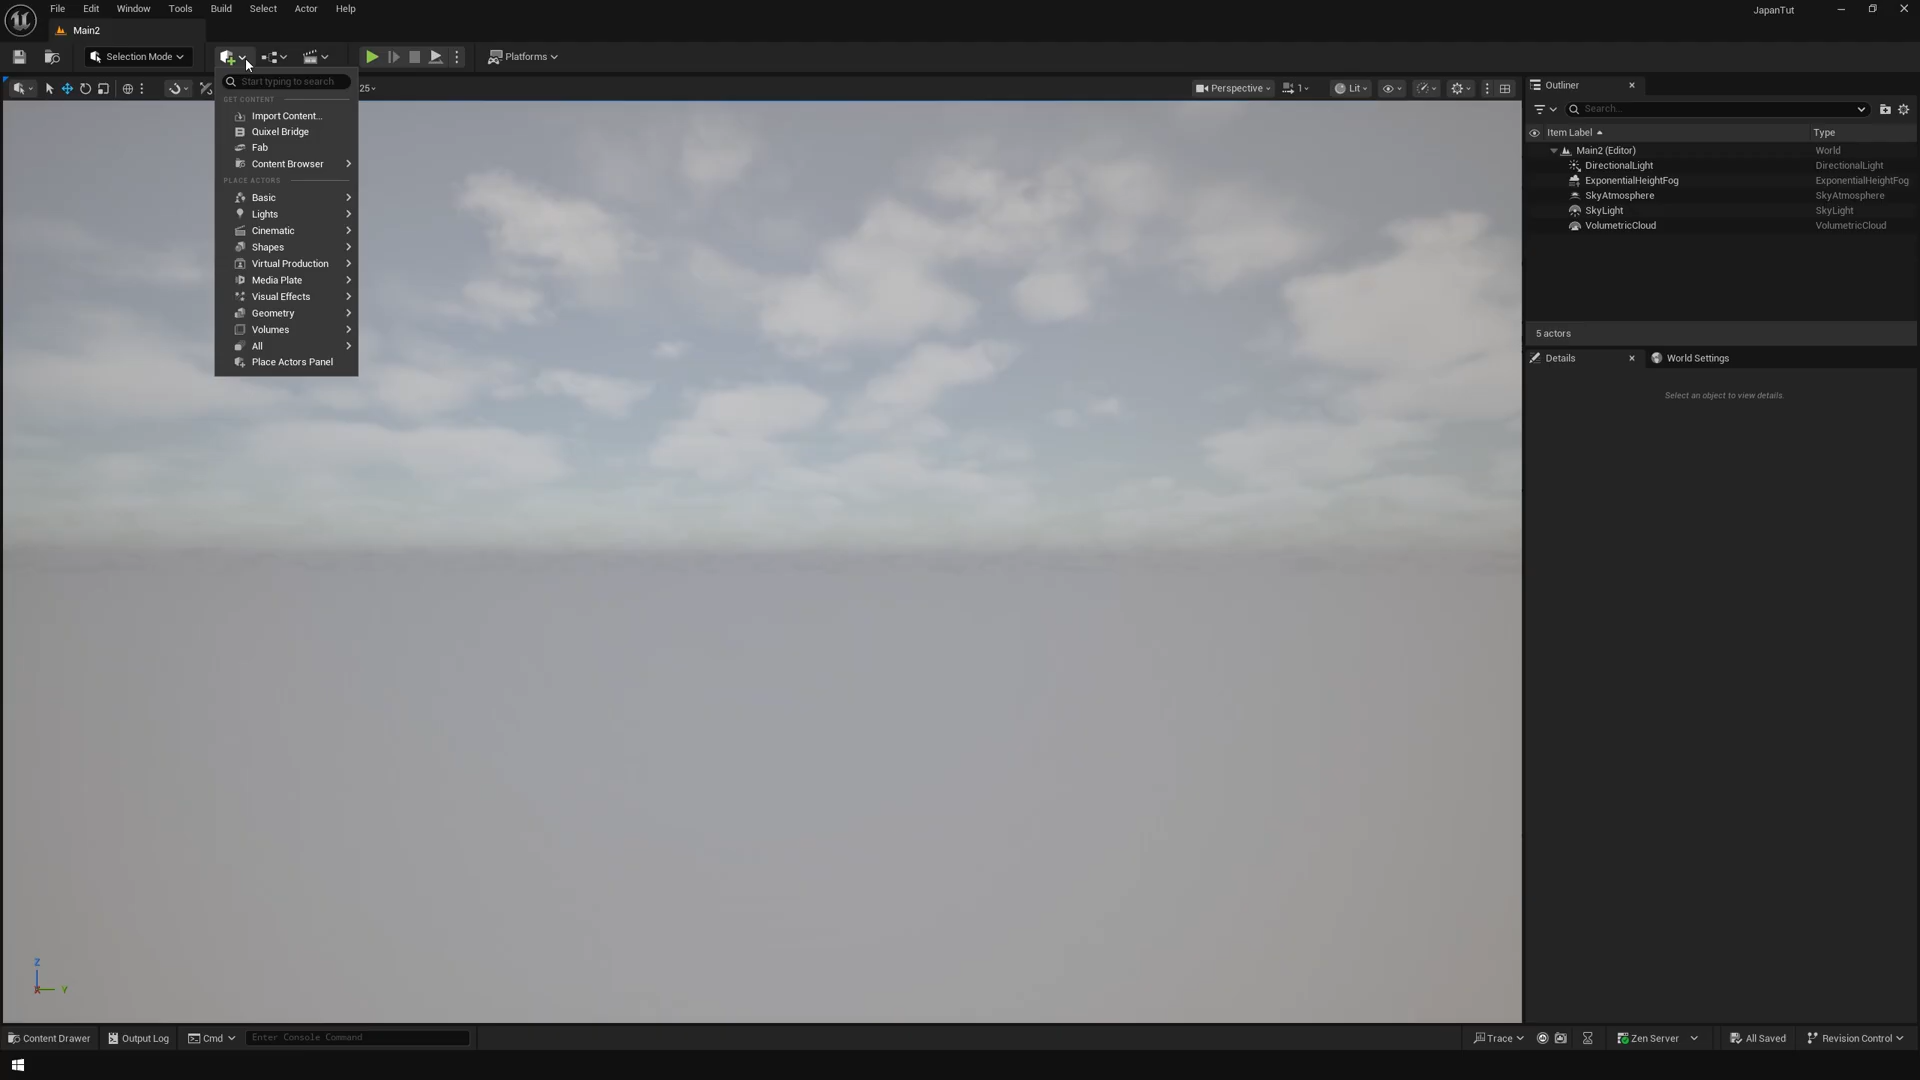 File Edit Window Tools Build Select Actor Help
JapanTut
Main2
Selection Mode
Platforms
25
Perspective
1
Lit
Start typing to search
GET CONTENT
Import Content...
Quixel Bridge
Fab
Content Browser
PLACE ACTORS
Basic
Lights
Cinematic
Shapes
Virtual Production
Media Plate
Visual Effects
Geometry
Volumes
All
Place Actors Panel
Outliner
Search...
Item Label Type
Main2 (Editor) World
DirectionalLight DirectionalLight
ExponentialHeightFog ExponentialHeightFog
SkyAtmosphere SkyAtmosphere
SkyLight SkyLight
VolumetricCloud VolumetricCloud
5 actors
Details World Settings
Select an object to view details.
Z
X Y
Content Drawer Output Log Cmd Enter Console Command Trace Zen Server All Saved Revision Control